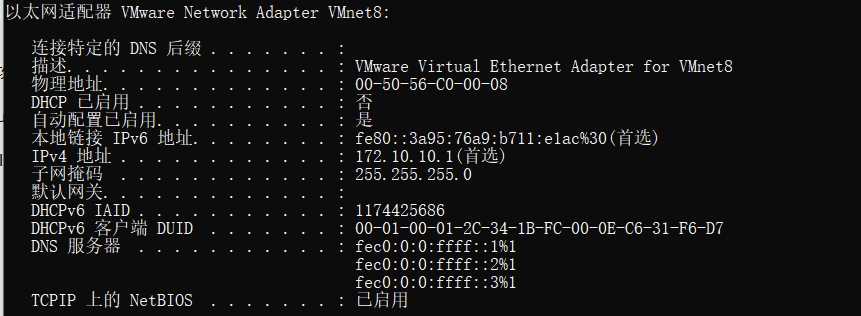 以太网适配器 VMware Network Adapter VMnet8:
连接特定的 DNS 后缀 . . . . . . . :
描述. . . . . . . . . . . . . . . : VMware Virtual Ethernet Adapter for VMnet8
物理地址. . . . . . . . . . . . . : 00-50-56-C0-00-08
DHCP 已启用 . . . . . . . . . . . : 否
自动配置已启用. . . . . . . . . . : 是
本地链接 IPv6 地址. . . . . . . . : fe80::3a95:76a9:b711:e1ac%30(首选)
IPv4 地址 . . . . . . . . . . . . : 172.10.10.1(首选)
子网掩码  . . . . . . . . . . . . : 255.255.255.0
默认网关. . . . . . . . . . . . . :
DHCPv6 IAID . . . . . . . . . . . : 1174425686
DHCPv6 客户端 DUID  . . . . . . . : 00-01-00-01-2C-34-1B-FC-00-0E-C6-31-F6-D7
DNS 服务器  . . . . . . . . . . . : fec0:0:0:ffff::1%1
fec0:0:0:ffff::2%1
fec0:0:0:ffff::3%1
TCPIP 上的 NetBIOS  . . . . . . . : 已启用